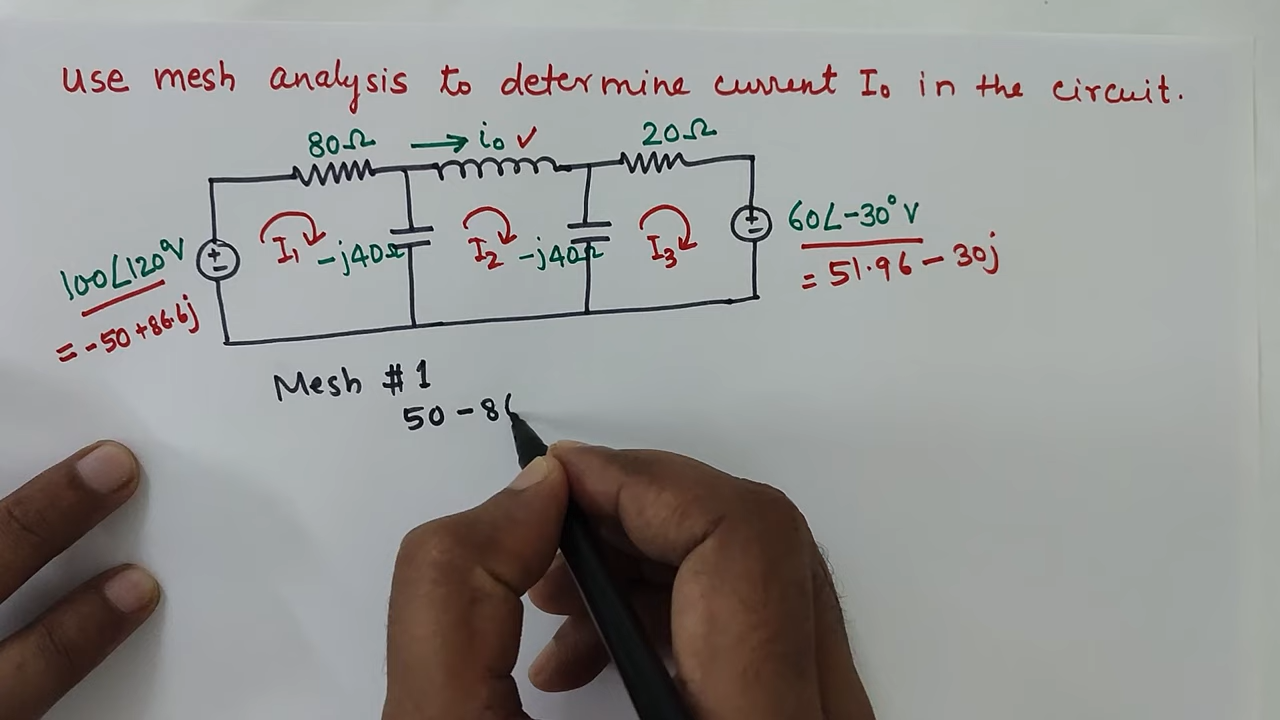 use mesh analysis to determine current I₀ in the circuit.
80Ω
i₀ ✓
20Ω
100∠120°V
= -50+86.6j
I₁
-j40Ω
I₂
-j40Ω
I₃
60∠-30°V
= 51.96 - 30j
Mesh #1
50 - 8